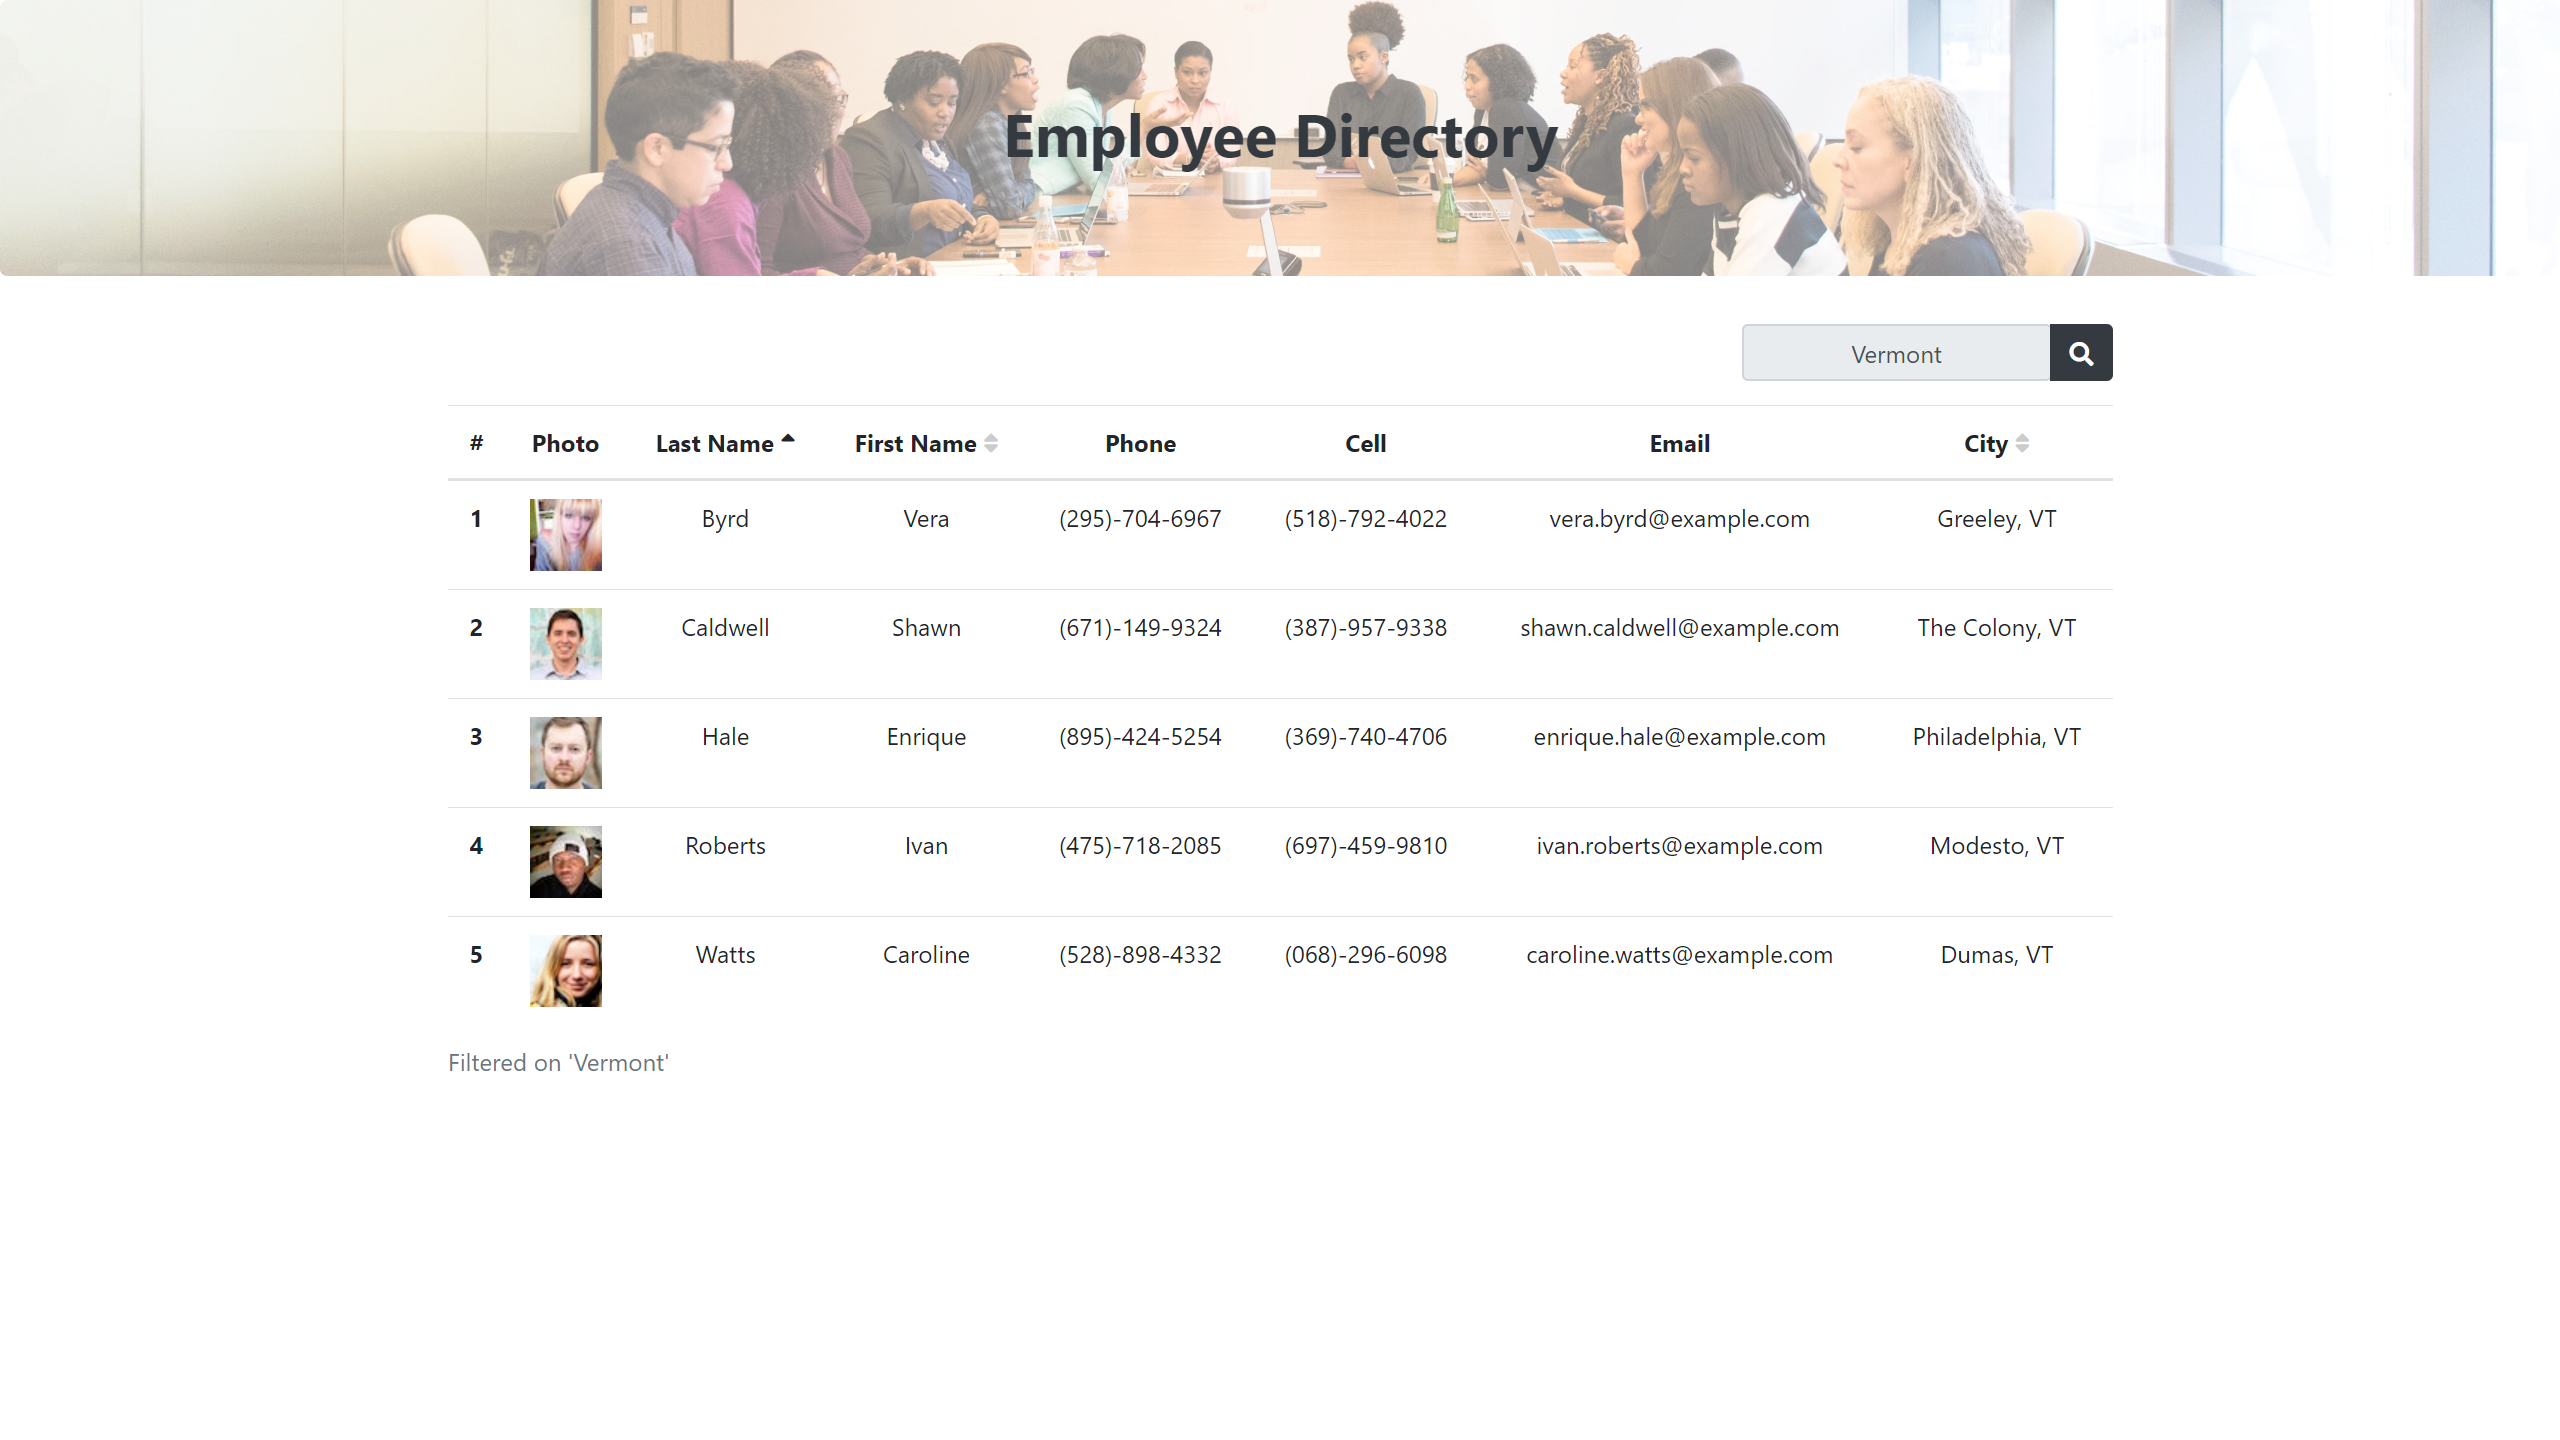 Employee Directory
Vermont
# Photo Last Name First Name Phone Cell Email City
1 Byrd Vera (295)-704-6967 (518)-792-4022 vera.byrd@example.com Greeley, VT
2 Caldwell Shawn (671)-149-9324 (387)-957-9338 shawn.caldwell@example.com The Colony, VT
3 Hale Enrique (895)-424-5254 (369)-740-4706 enrique.hale@example.com Philadelphia, VT
4 Roberts Ivan (475)-718-2085 (697)-459-9810 ivan.roberts@example.com Modesto, VT
5 Watts Caroline (528)-898-4332 (068)-296-6098 caroline.watts@example.com Dumas, VT
Filtered on 'Vermont'